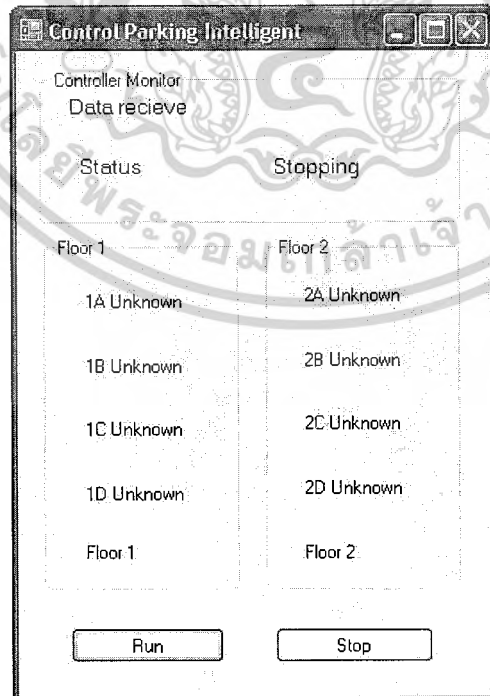 Control Parking Intelligent
Controller Monitor
Data recieve
Status Stopping
Floor 1
1A Unknown
1B Unknown
1C Unknown
1D Unknown
Floor 1
Floor 2
2A Unknown
2B Unknown
2C Unknown
2D Unknown
Floor 2
Run Stop